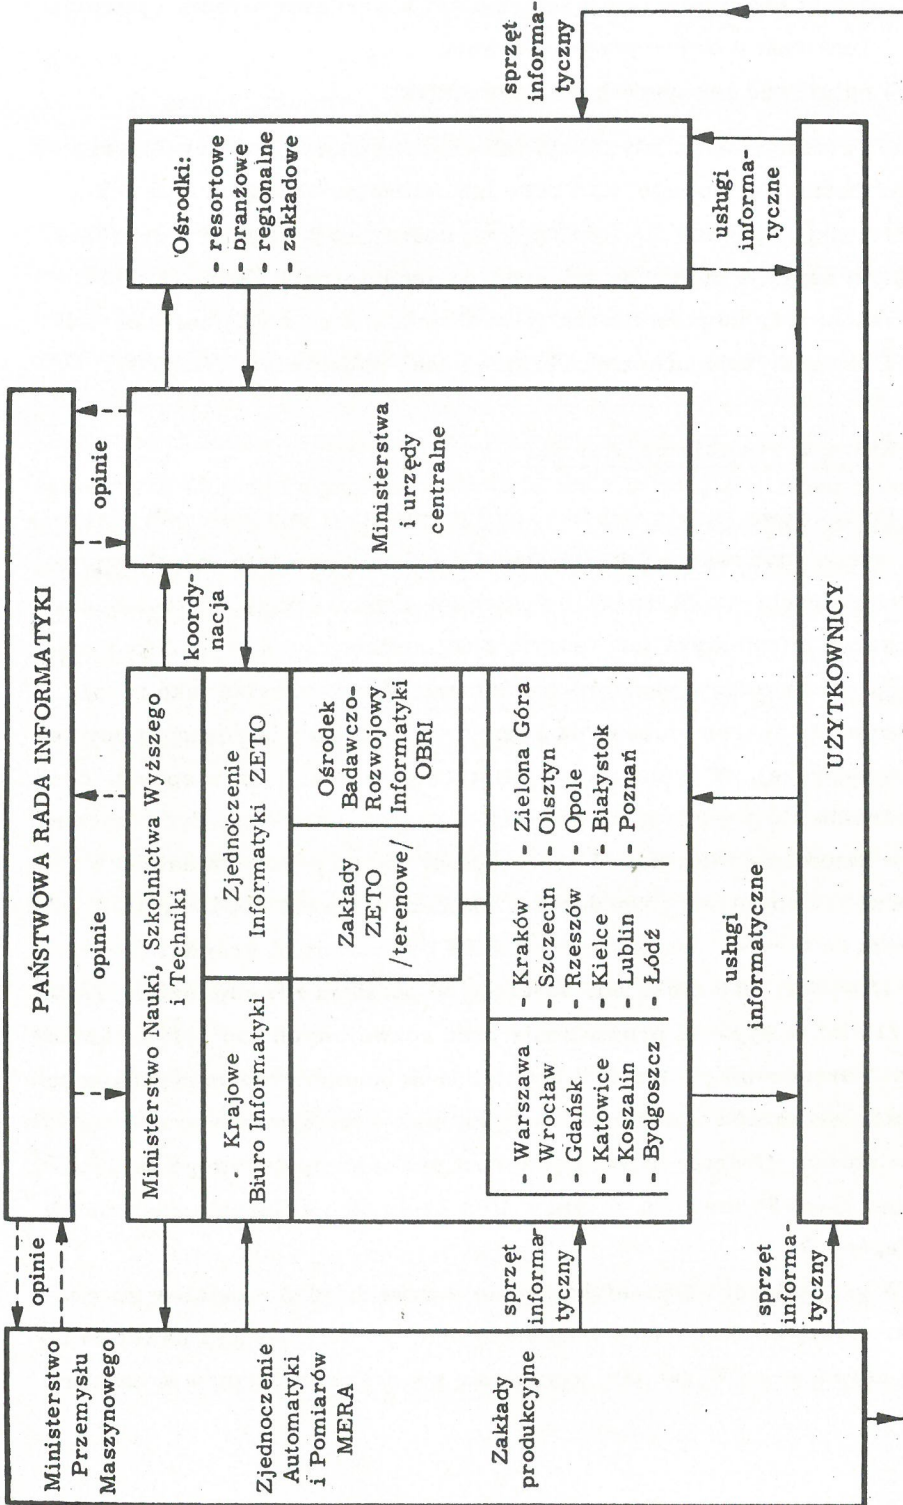 PAŃSTWOWA RADA INFORMATYKI
opinie
opinie
opinie
Ministerstwo
Przemysłu
Maszynowego
Zjednoczenie
Automatyki
i Pomiarów
MERA
Zakłady
produkcyjne
Ministerstwo Nauki, Szkolnictwa Wyższego
i Techniki
Krajowe
Biuro Informatyki
Zjednoczenie
Informatyki ZETO
Zakłady
ZETO
/terenowe/
Ośrodek
Badawczo-
Rozwojowy
Informatyki
OBRI
- Warszawa
- Wrocław
- Gdańsk
- Katowice
- Koszalin
- Bydgoszcz
- Kraków
- Szczecin
- Rzeszów
- Kielce
- Lublin
- Łódź
- Zielona Góra
- Olsztyn
- Opole
- Białystok
- Poznań
koordy-
nacja
Ministerstwa
i urzędy
centralne
Ośrodki:
- resortowe
- branżowe
- regionalne
- zakładowe
sprzęt
informa-
tyczny
sprzęt
informa-
tyczny
sprzęt
informa-
tyczny
usługi
informatyczne
usługi
informa-
tyczne
UŻYTKOWNICY